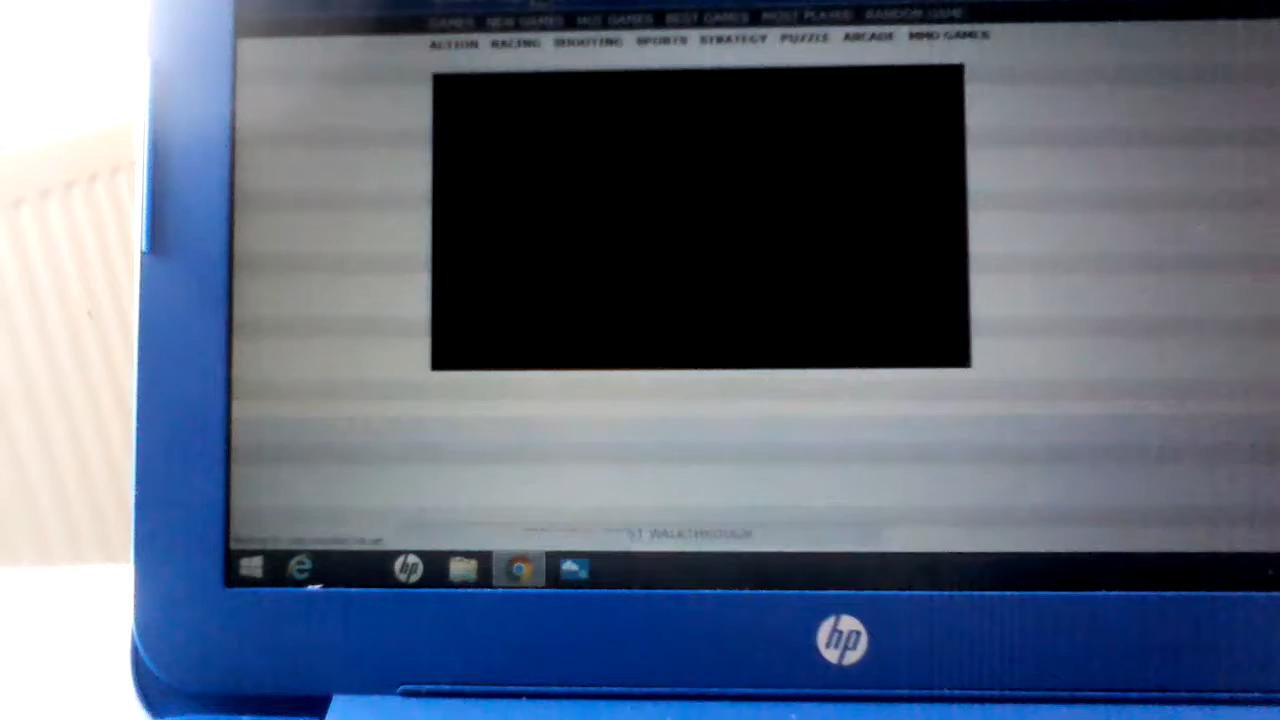 GAMES NEW GAMES HOT GAMES BEST GAMES MOST PLAYED RANDOM GAME
ACTION RACING SHOOTING SPORTS STRATEGY PUZZLE ARCADE MMO GAMES
WALKTHROUGH
hp
hp